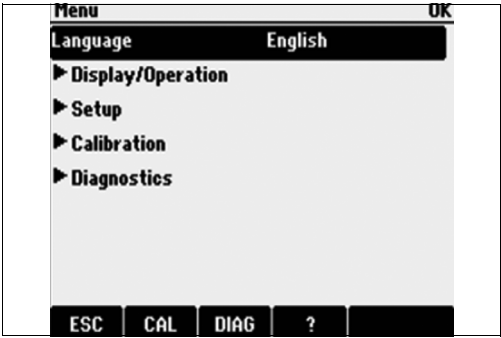 Menu OK
Language English
Display/Operation
Setup
Calibration
Diagnostics
ESC CAL DIAG ?